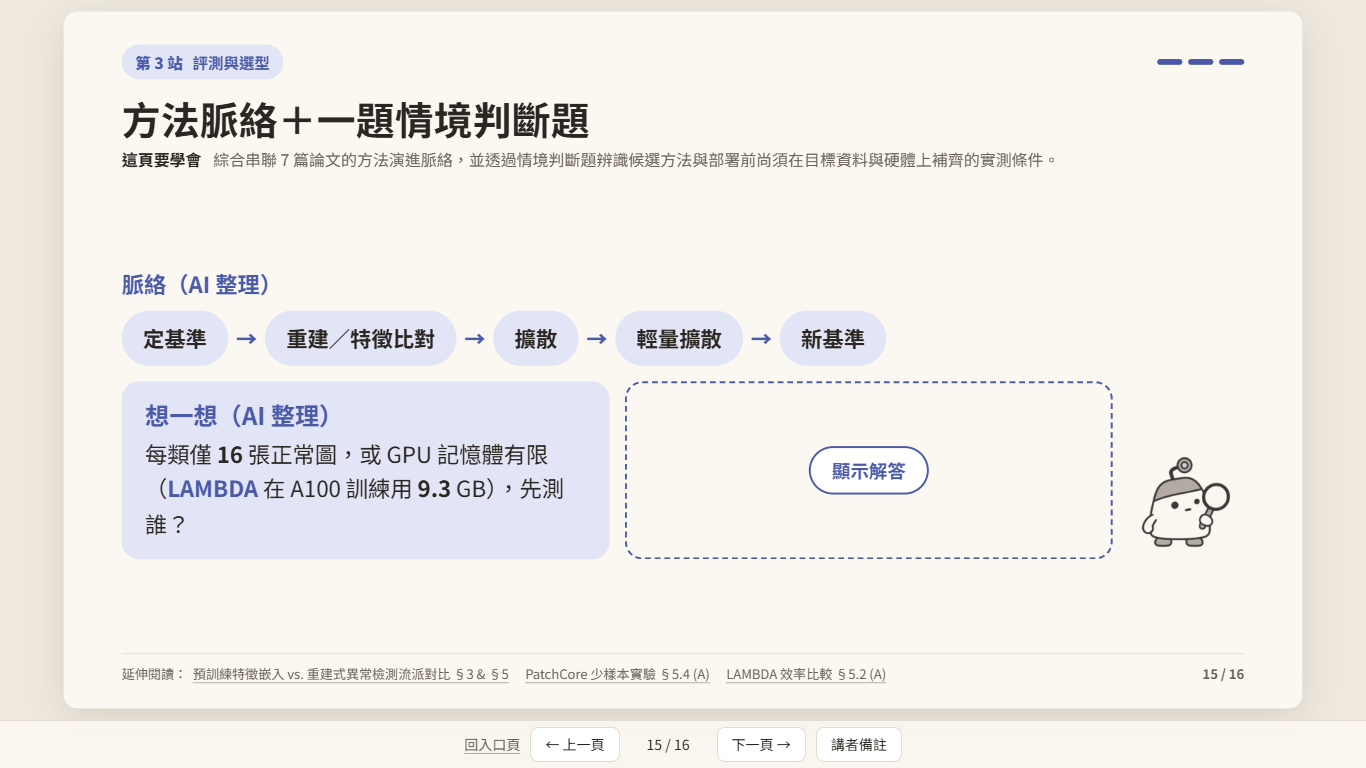 第 3 站 評測與選型
方法脈絡＋一題情境判斷題
這頁要學會 綜合串聯 7 篇論文的方法演進脈絡，並透過情境判斷題辨識候選方法與部署前尚須在目標資料與硬體上補齊的實測條件。
脈絡（AI 整理）
定基準 → 重建／特徵比對 → 擴散 → 輕量擴散 → 新基準
想一想（AI 整理）
每類僅 16 張正常圖，或 GPU 記憶體有限
（LAMBDA 在 A100 訓練用 9.3 GB），先測
誰？
顯示解答
延伸閱讀： 預訓練特徵嵌入 vs. 重建式異常檢測流派對比 §3 & §5 PatchCore 少樣本實驗 §5.4 (A) LAMBDA 效率比較 §5.2 (A) 15 / 16
回入口頁 ← 上一頁 15 / 16 下一頁 → 講者備註